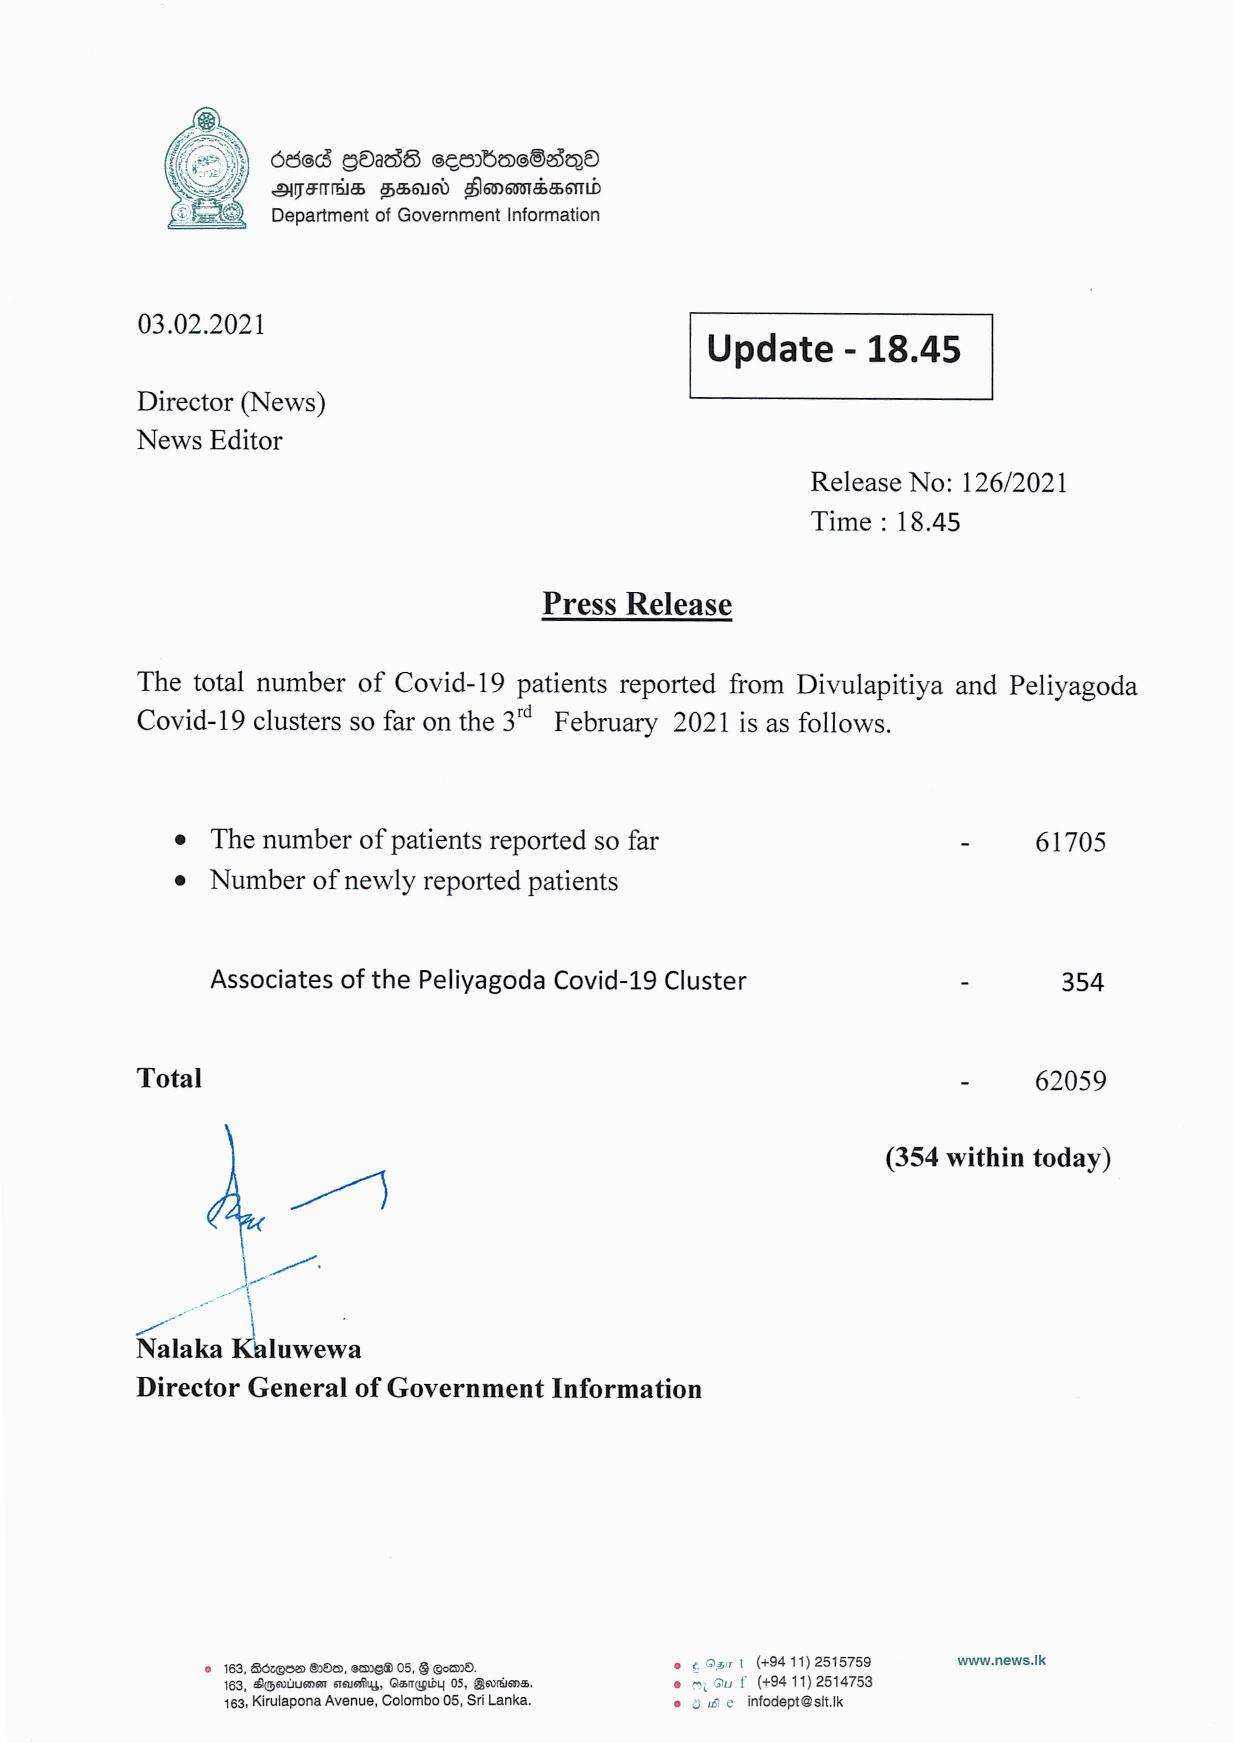 රජයේ ප්‍රවෘත්ති දෙපාර්තමේන්තුව
அரசாங்க தகவல் திணைக்களம்
Department of Government Information
03.02.2021
Update - 18.45
Director (News)
News Editor
Release No: 126/2021
Time : 18.45
Press Release
The total number of Covid-19 patients reported from Divulapitiya and Peliyagoda
Covid-19 clusters so far on the 3rd February 2021 is as follows.
• The number of patients reported so far - 61705
• Number of newly reported patients
Associates of the Peliyagoda Covid-19 Cluster - 354
Total - 62059
(354 within today)
Nalaka Kaluwewa
Director General of Government Information
163, කිරුලපන මාවත, කොළඹ 05, ශ්‍රී ලංකාව.
163, கிருலப்பனை எவனியூ, கொழும்பு 05, இலங்கை.
163, Kirulapona Avenue, Colombo 05, Sri Lanka.
දු தொ t (+94 11) 2515759
ෆැ பெ f (+94 11) 2514753
ඊ மி e infodept@slt.lk
www.news.lk